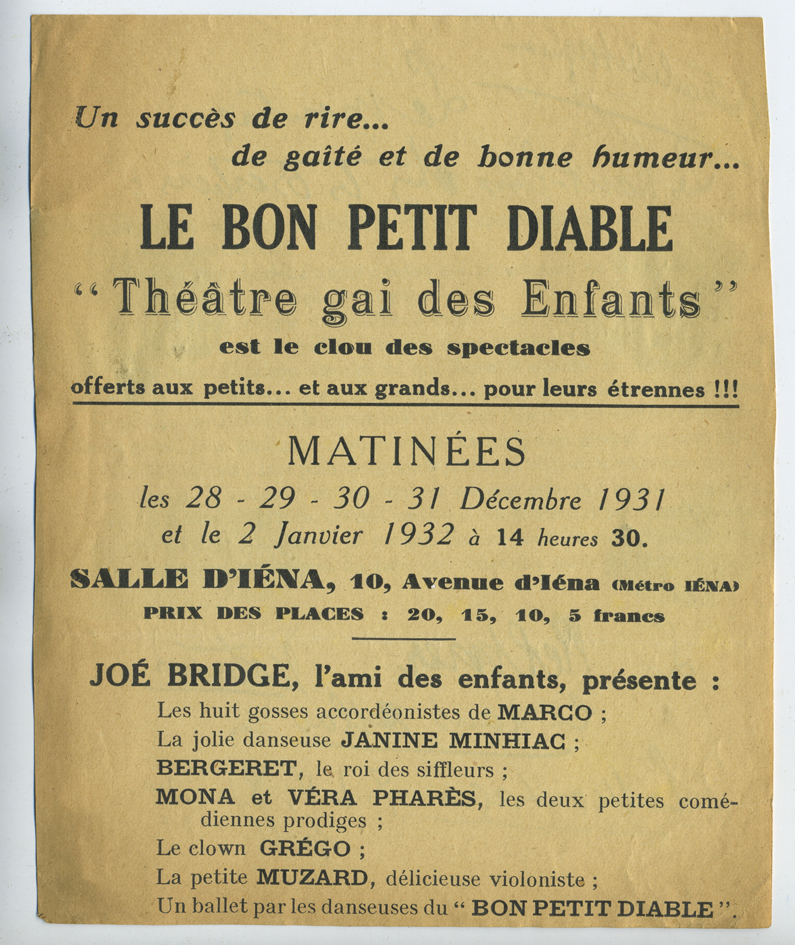 Un succès de rire...
de gaîté et de bonne humeur...
LE BON PETIT DIABLE
“ Théâtre gai des Enfants ”
est le clou des spectacles
offerts aux petits... et aux grands... pour leurs étrennes !!!
MATINÉES
les 28 - 29 - 30 - 31 Décembre 1931
et le 2 Janvier 1932 à 14 heures 30.
SALLE D'IÉNA, 10, Avenue d'Iéna (Métro IÉNA)
PRIX DES PLACES : 20, 15, 10, 5 francs
JOÉ BRIDGE, l'ami des enfants, présente :
Les huit gosses accordéonistes de MARCO ;
La jolie danseuse JANINE MINHIAC ;
BERGERET, le roi des siffleurs ;
MONA et VÉRA PHARÈS, les deux petites comé-
diennes prodiges ;
Le clown GRÉGO ;
La petite MUZARD, délicieuse violoniste ;
Un ballet par les danseuses du “ BON PETIT DIABLE ”.